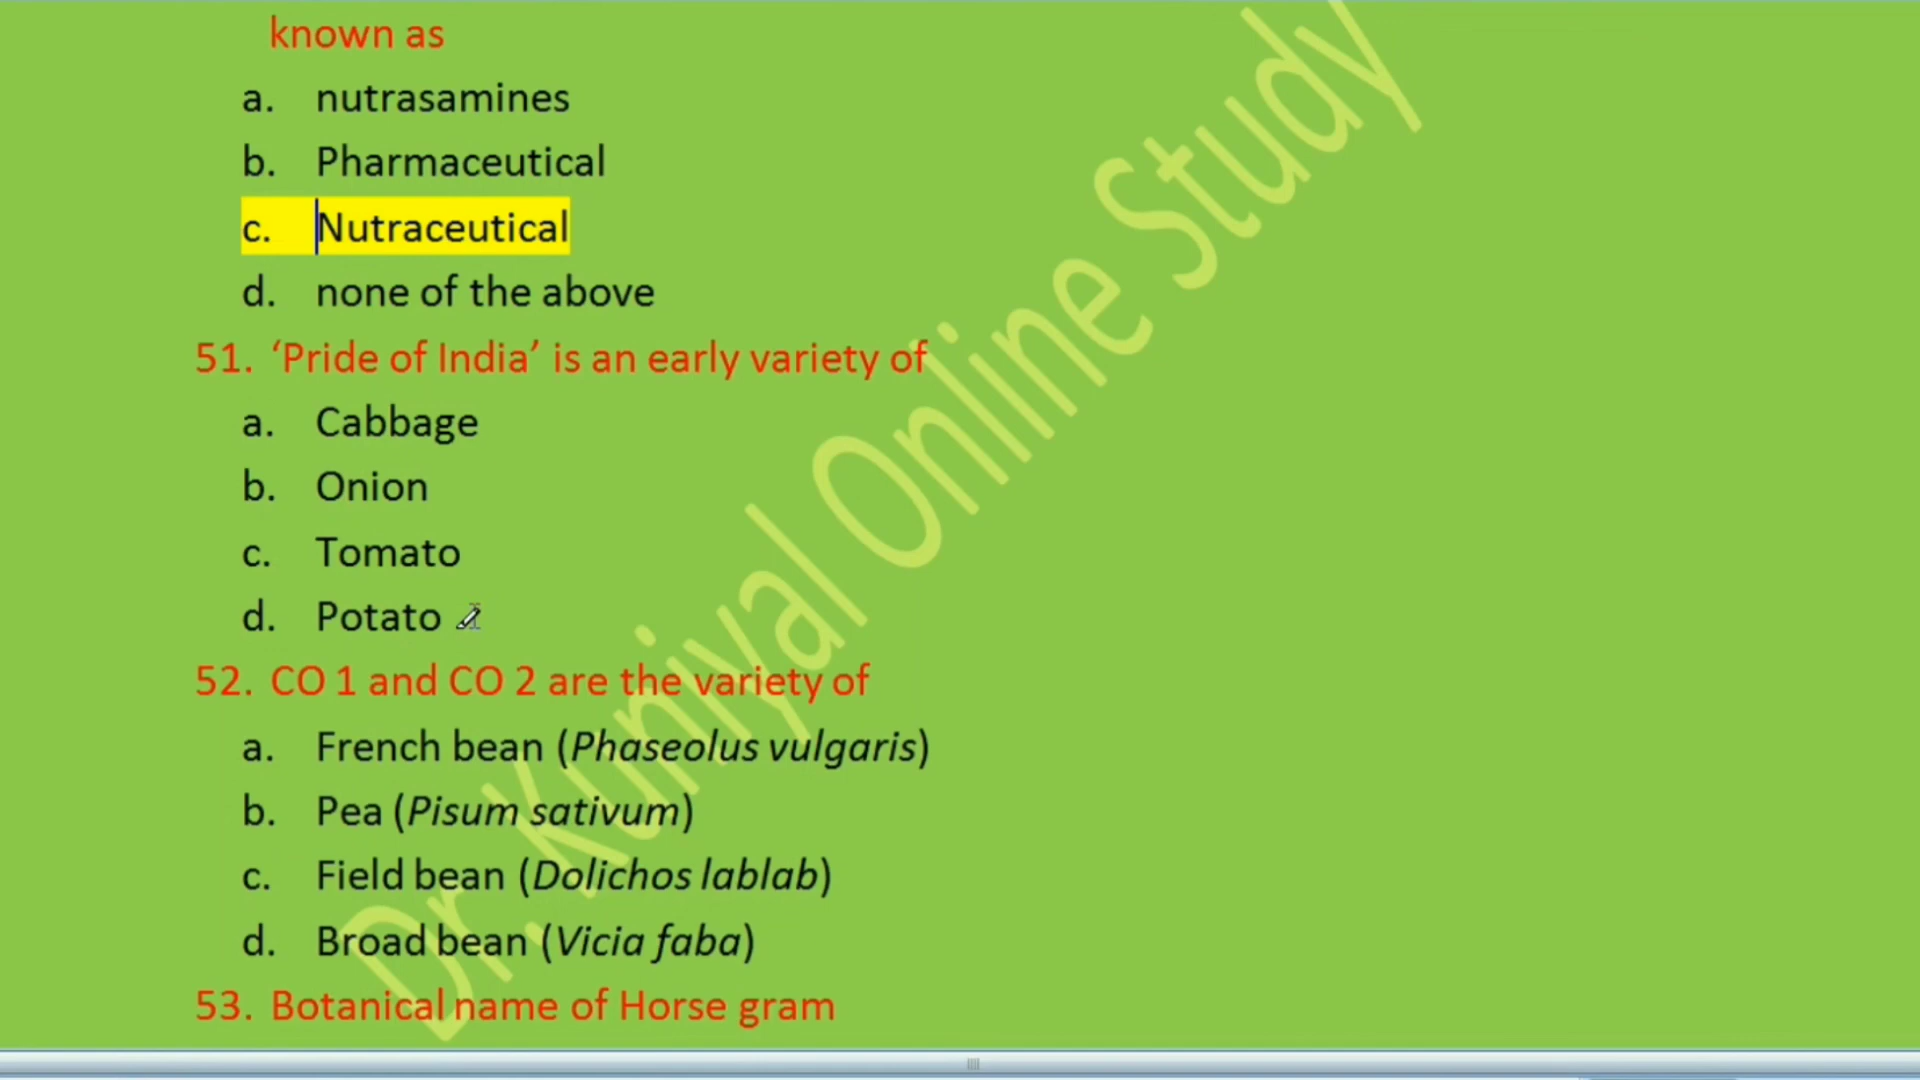 known as
a. nutrasamines
b. Pharmaceutical
c. Nutraceutical
d. none of the above
51. ‘Pride of India’ is an early variety of
a. Cabbage
b. Onion
c. Tomato
d. Potato
52. CO 1 and CO 2 are the variety of
a. French bean (Phaseolus vulgaris)
b. Pea (Pisum sativum)
c. Field bean (Dolichos lablab)
d. Broad bean (Vicia faba)
53. Botanical name of Horse gram
Dr. Kuniyal Online Study